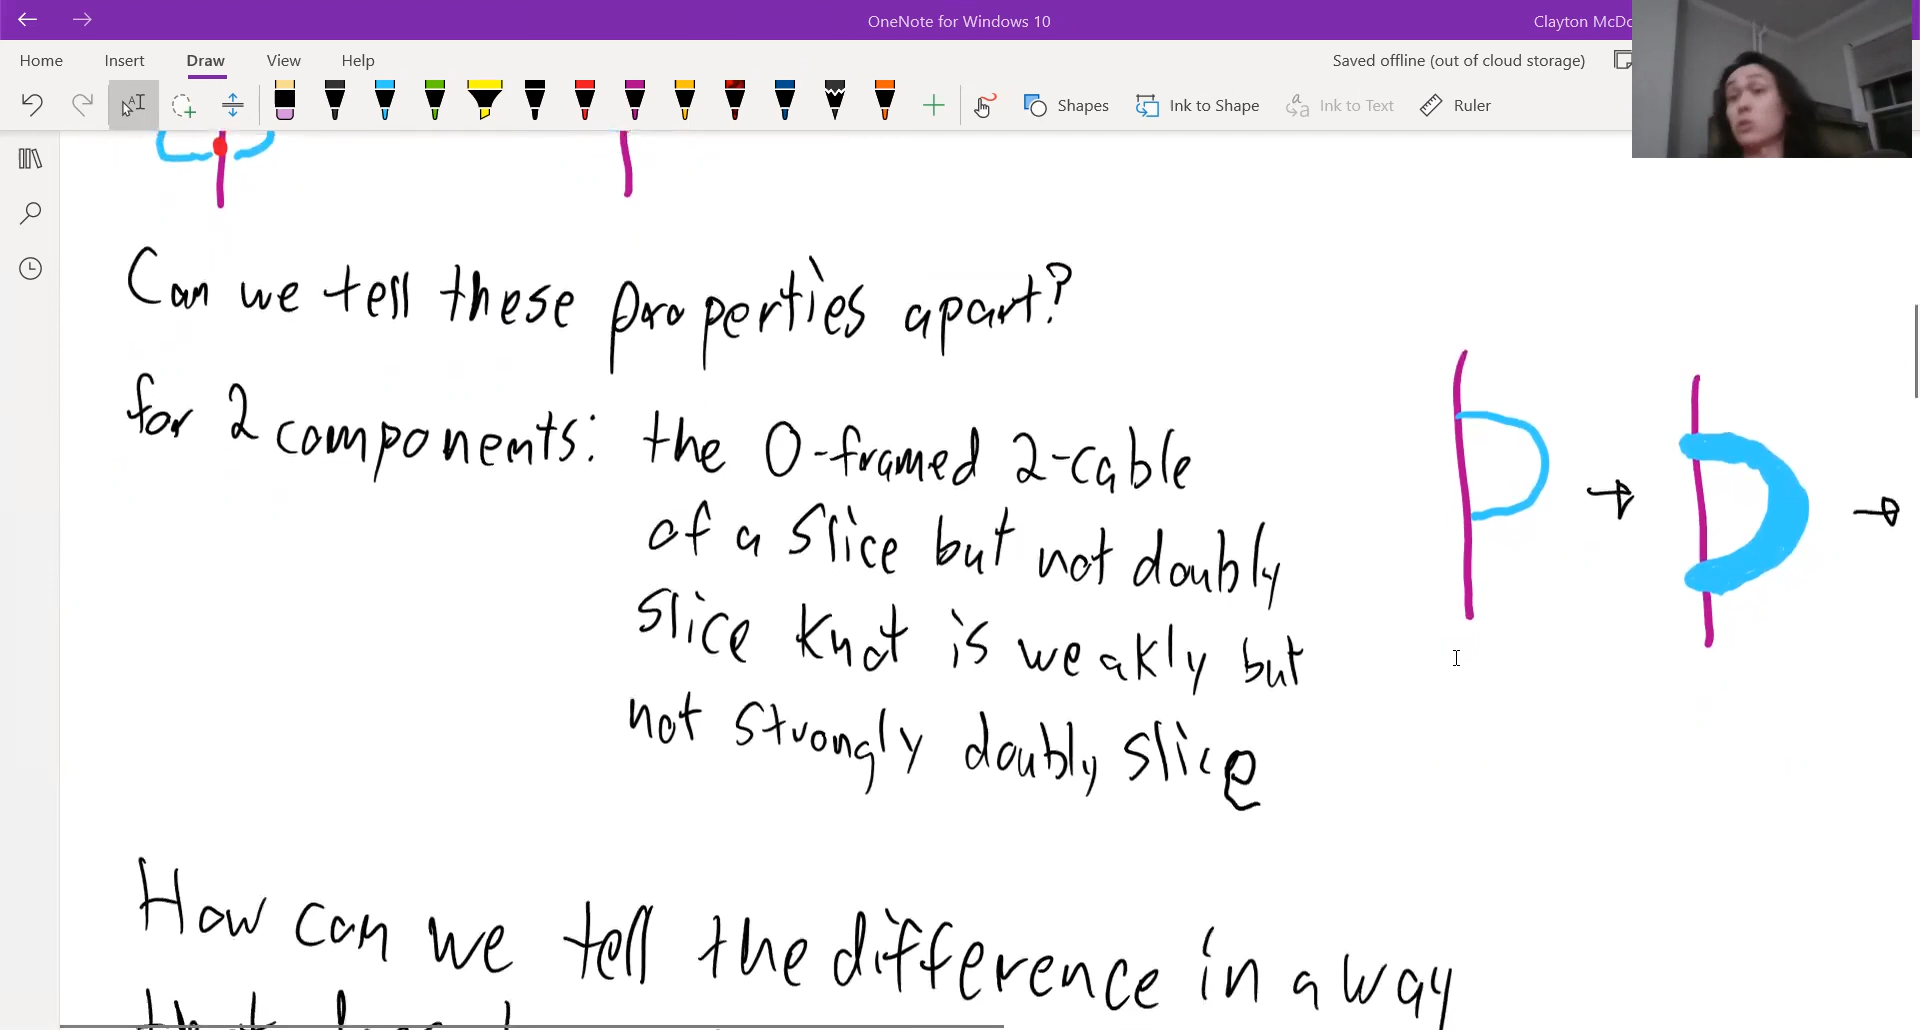 OneNote for Windows 10
Clayton McDo
Home Insert Draw View Help
Saved offline (out of cloud storage)
Shapes Ink to Shape Ink to Text Ruler
Can we tell these properties apart?
for 2 components: the 0-framed 2-cable
of a slice but not doubly
slice knot is weakly but
not strongly doubly slice
How can we tell the difference in a way